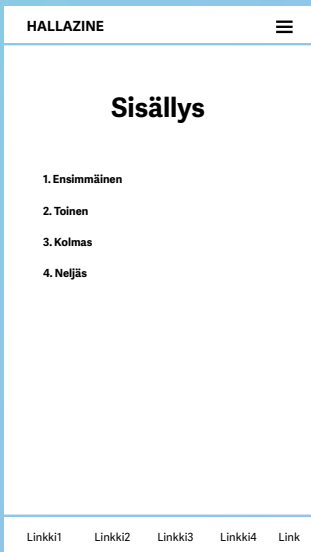 HALLAZINE
Sisällys
1. Ensimmäinen
2. Toinen
3. Kolmas
4. Neljäs
Linkki1 Linkki2 Linkki3 Linkki4 Link